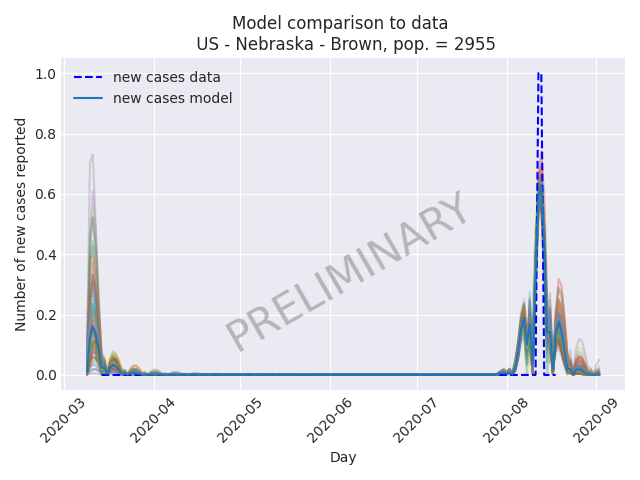 Model comparison to data
US - Nebraska - Brown, pop. = 2955
new cases data
new cases model
PRELIMINARY
Number of new cases reported
1.0
0.8
0.6
0.4
0.2
0.0
2020-03
2020-04
2020-05
2020-06
2020-07
2020-08
2020-09
Day